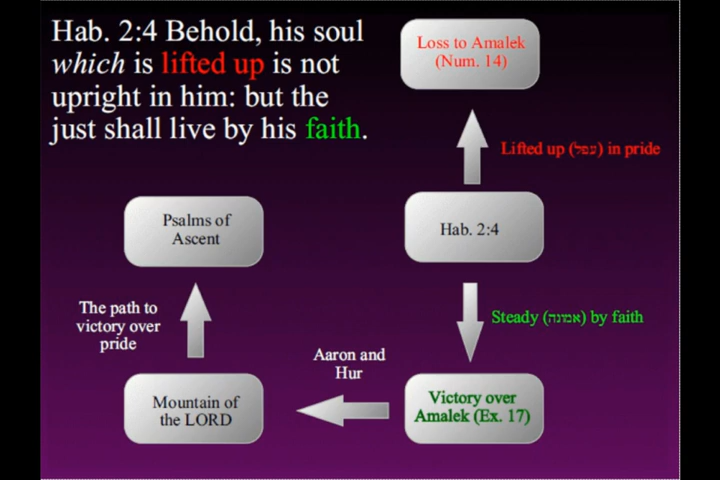 Hab. 2:4 Behold, his soul
which is lifted up is not
upright in him: but the
just shall live by his faith.
Loss to Amalek
(Num. 14)
Lifted up (עפל) in pride
Hab. 2:4
Steady (אמונה) by faith
Victory over
Amalek (Ex. 17)
Aaron and
Hur
Mountain of
the LORD
The path to
victory over
pride
Psalms of
Ascent